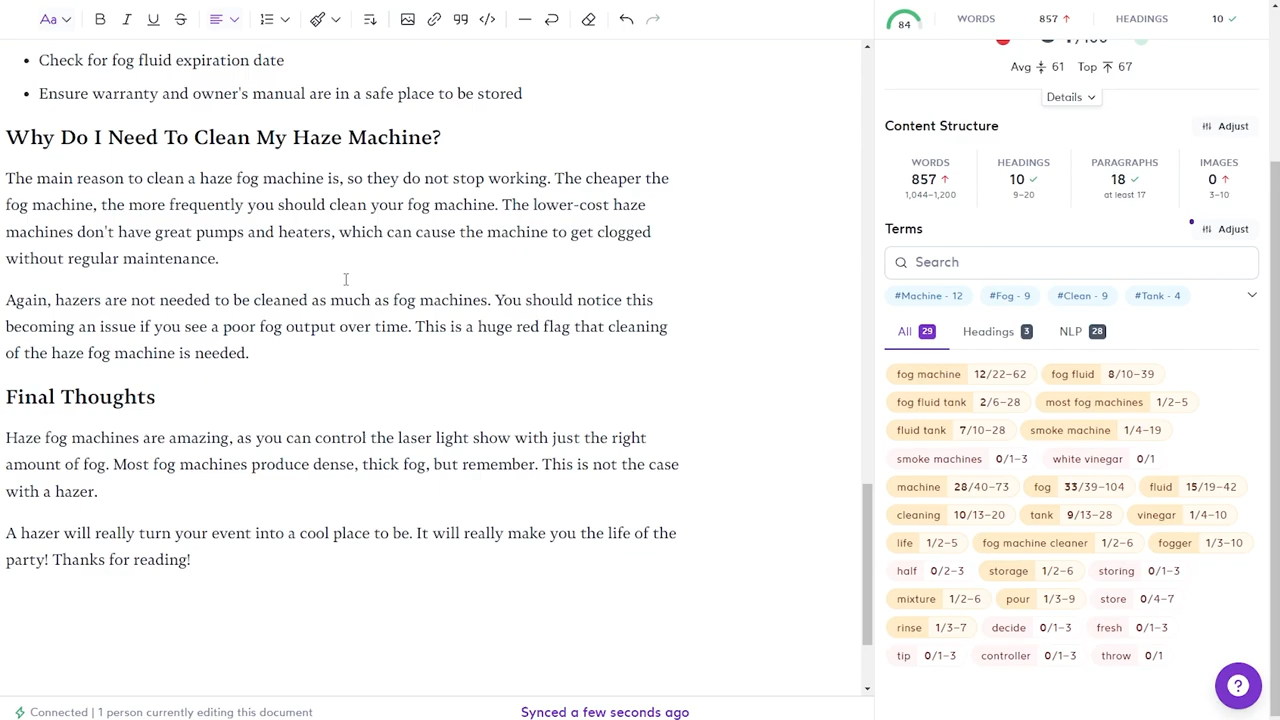 Aa B I U S
84
WORDS 857 HEADINGS 10
Check for fog fluid expiration date
Ensure warranty and owner's manual are in a safe place to be stored
Why Do I Need To Clean My Haze Machine?
The main reason to clean a haze fog machine is, so they do not stop working. The cheaper the
fog machine, the more frequently you should clean your fog machine. The lower-cost haze
machines don't have great pumps and heaters, which can cause the machine to get clogged
without regular maintenance.
Again, hazers are not needed to be cleaned as much as fog machines. You should notice this
becoming an issue if you see a poor fog output over time. This is a huge red flag that cleaning
of the haze fog machine is needed.
Final Thoughts
Haze fog machines are amazing, as you can control the laser light show with just the right
amount of fog. Most fog machines produce dense, thick fog, but remember. This is not the case
with a hazer.
A hazer will really turn your event into a cool place to be. It will really make you the life of the
party! Thanks for reading!
Connected | 1 person currently editing this document
Synced a few seconds ago
Avg 61 Top 67
Details
Content Structure Adjust
WORDS HEADINGS PARAGRAPHS IMAGES
857 10 18 0
1,044–1,200 9–20 at least 17 3–10
Terms Adjust
Search
#Machine - 12 #Fog - 9 #Clean - 9 #Tank - 4
All 29 Headings 3 NLP 28
fog machine 12/22–62 fog fluid 8/10–39
fog fluid tank 2/6–28 most fog machines 1/2–5
fluid tank 7/10–28 smoke machine 1/4–19
smoke machines 0/1–3 white vinegar 0/1
machine 28/40–73 fog 33/39–104 fluid 15/19–42
cleaning 10/13–20 tank 9/13–28 vinegar 1/4–10
life 1/2–5 fog machine cleaner 1/2–6 fogger 1/3–10
half 0/2–3 storage 1/2–6 storing 0/1–3
mixture 1/2–6 pour 1/3–9 store 0/4–7
rinse 1/3–7 decide 0/1–3 fresh 0/1–3
tip 0/1–3 controller 0/1–3 throw 0/1
?